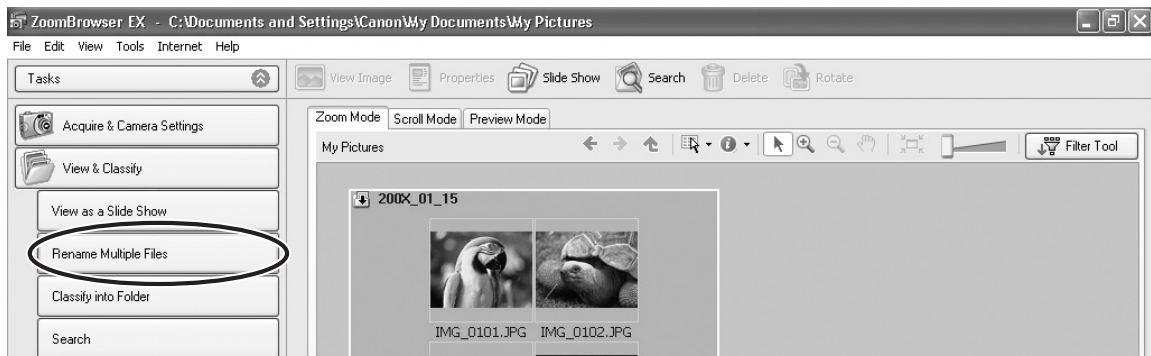 ZoomBrowser EX - C:\Documents and Settings\Canon\My Documents\My Pictures
File Edit View Tools Internet Help
Tasks
View Image Properties Slide Show Search Delete Rotate
Acquire & Camera Settings
View & Classify
View as a Slide Show
Rename Multiple Files
Classify into Folder
Search
Zoom Mode Scroll Mode Preview Mode
My Pictures
Filter Tool
200X_01_15
IMG_0101.JPG IMG_0102.JPG